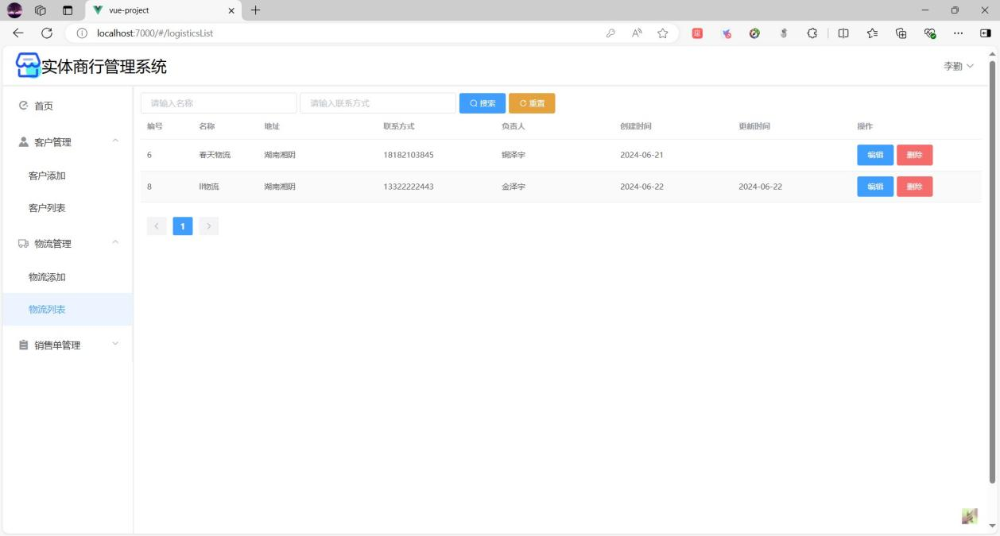 vue-project
localhost:7000/#/logisticsList
实体商行管理系统
李勤
首页
客户管理
客户添加
客户列表
物流管理
物流添加
物流列表
销售单管理
请输入名称 请输入联系方式 搜索 重置
编号 名称 地址 联系方式 负责人 创建时间 更新时间 操作
6 春天物流 湖南湘阴 18182103845 铜泽宇 2024-06-21 编辑 删除
8 ll物流 湖南湘阴 13322222443 金泽宇 2024-06-22 2024-06-22 编辑 删除
1